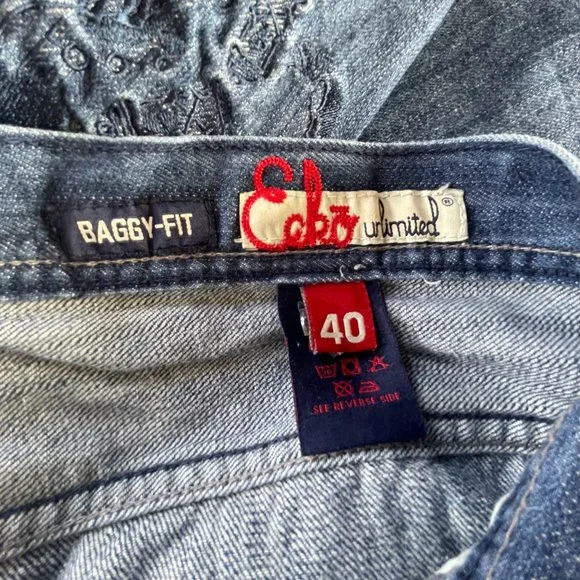 BAGGY-FIT
Ecko unlimited®
40
SEE REVERSE SIDE